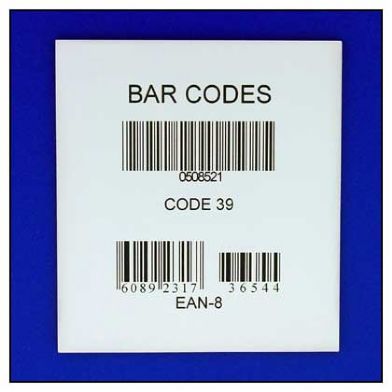 BAR CODES
0508521
CODE 39
6089 2317 36544
EAN-8